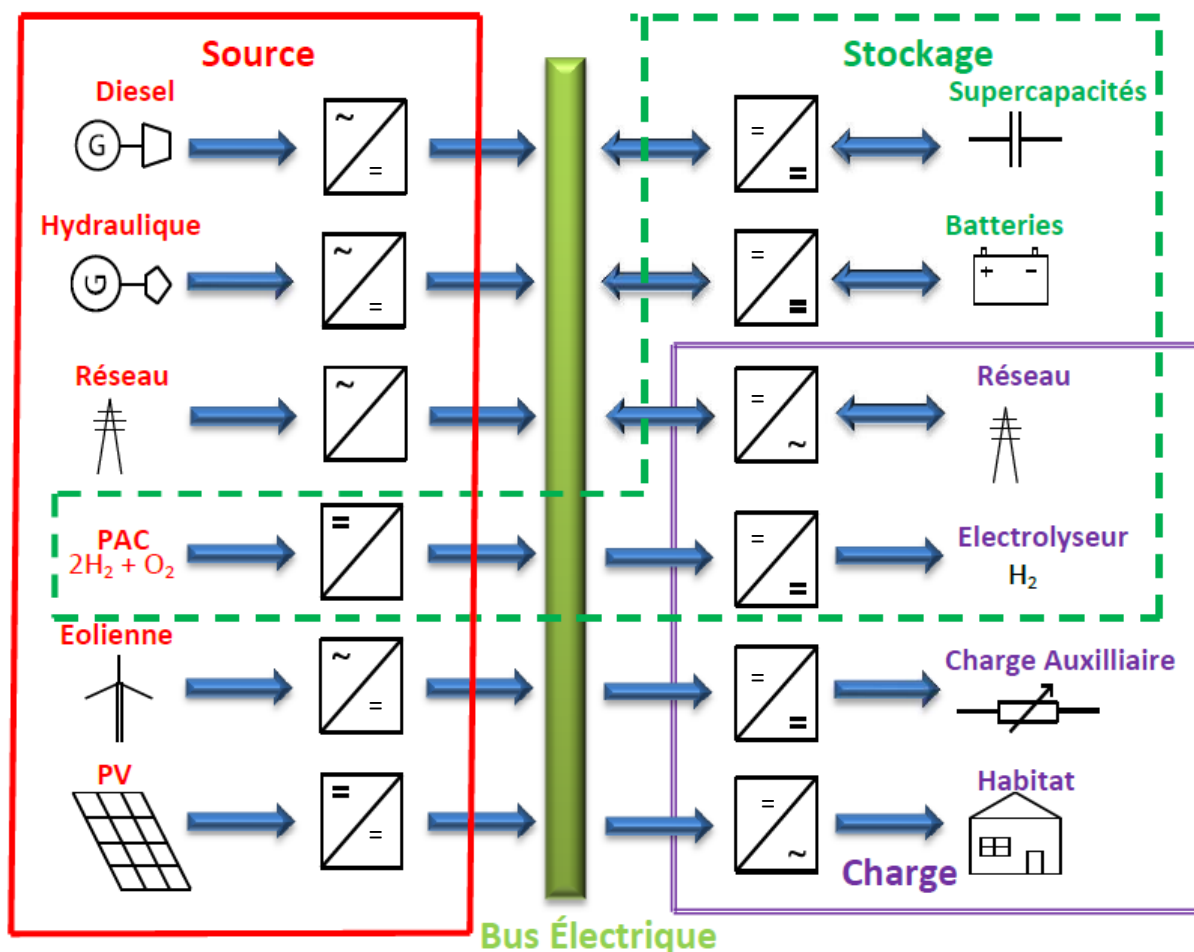 Source
Stockage
Diesel
Supercapacités
G
~
=
=
=
Hydraulique
Batteries
G
~
=
=
=
+ -
Réseau
Réseau
~
=
~
PAC
2H₂ + O₂
=
=
=
Electrolyseur
H₂
Eolienne
Charge Auxilliaire
~
=
=
=
PV
Habitat
=
=
=
~
Charge
Bus Électrique